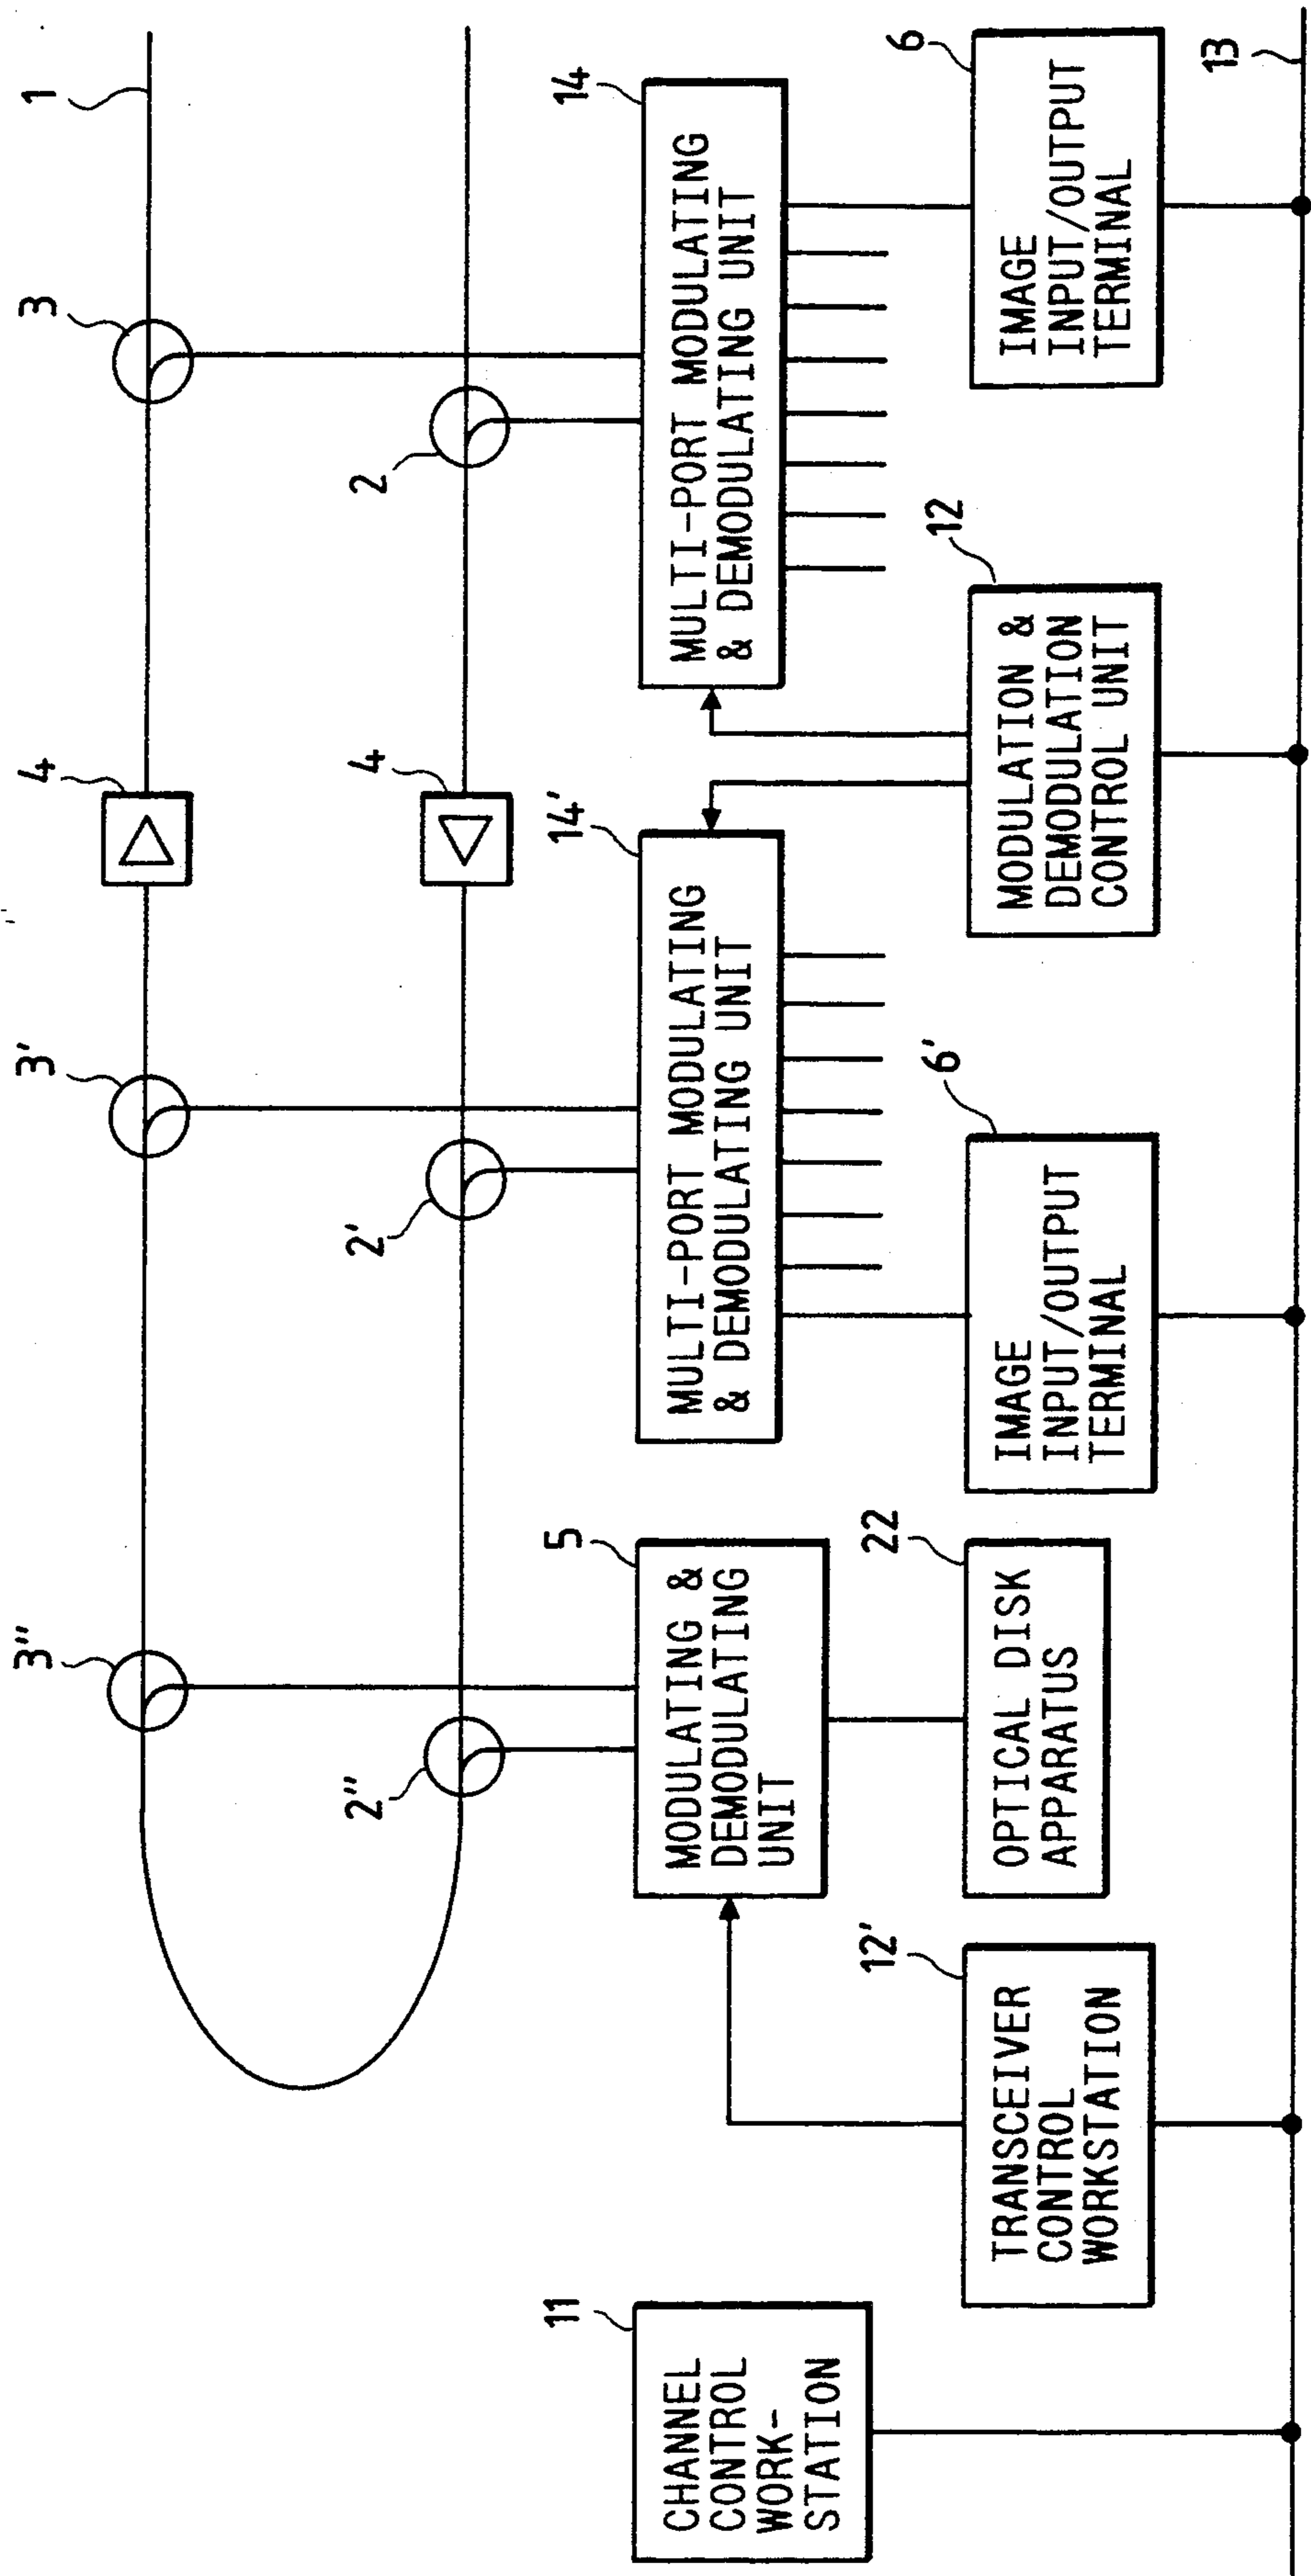 1
3
3'
3''
4
4
2
2'
2''
14
MULTI-PORT MODULATING
& DEMODULATING UNIT
14'
MULTI-PORT MODULATING
& DEMODULATING UNIT
5
MODULATING &
DEMODULATING
UNIT
11
CHANNEL
CONTROL
WORK-
STATION
6
IMAGE
INPUT/OUTPUT
TERMINAL
12
MODULATION &
DEMODULATION
CONTROL UNIT
6'
IMAGE
INPUT/OUTPUT
TERMINAL
22
OPTICAL DISK
APPARATUS
12'
TRANSCEIVER
CONTROL
WORKSTATION
13